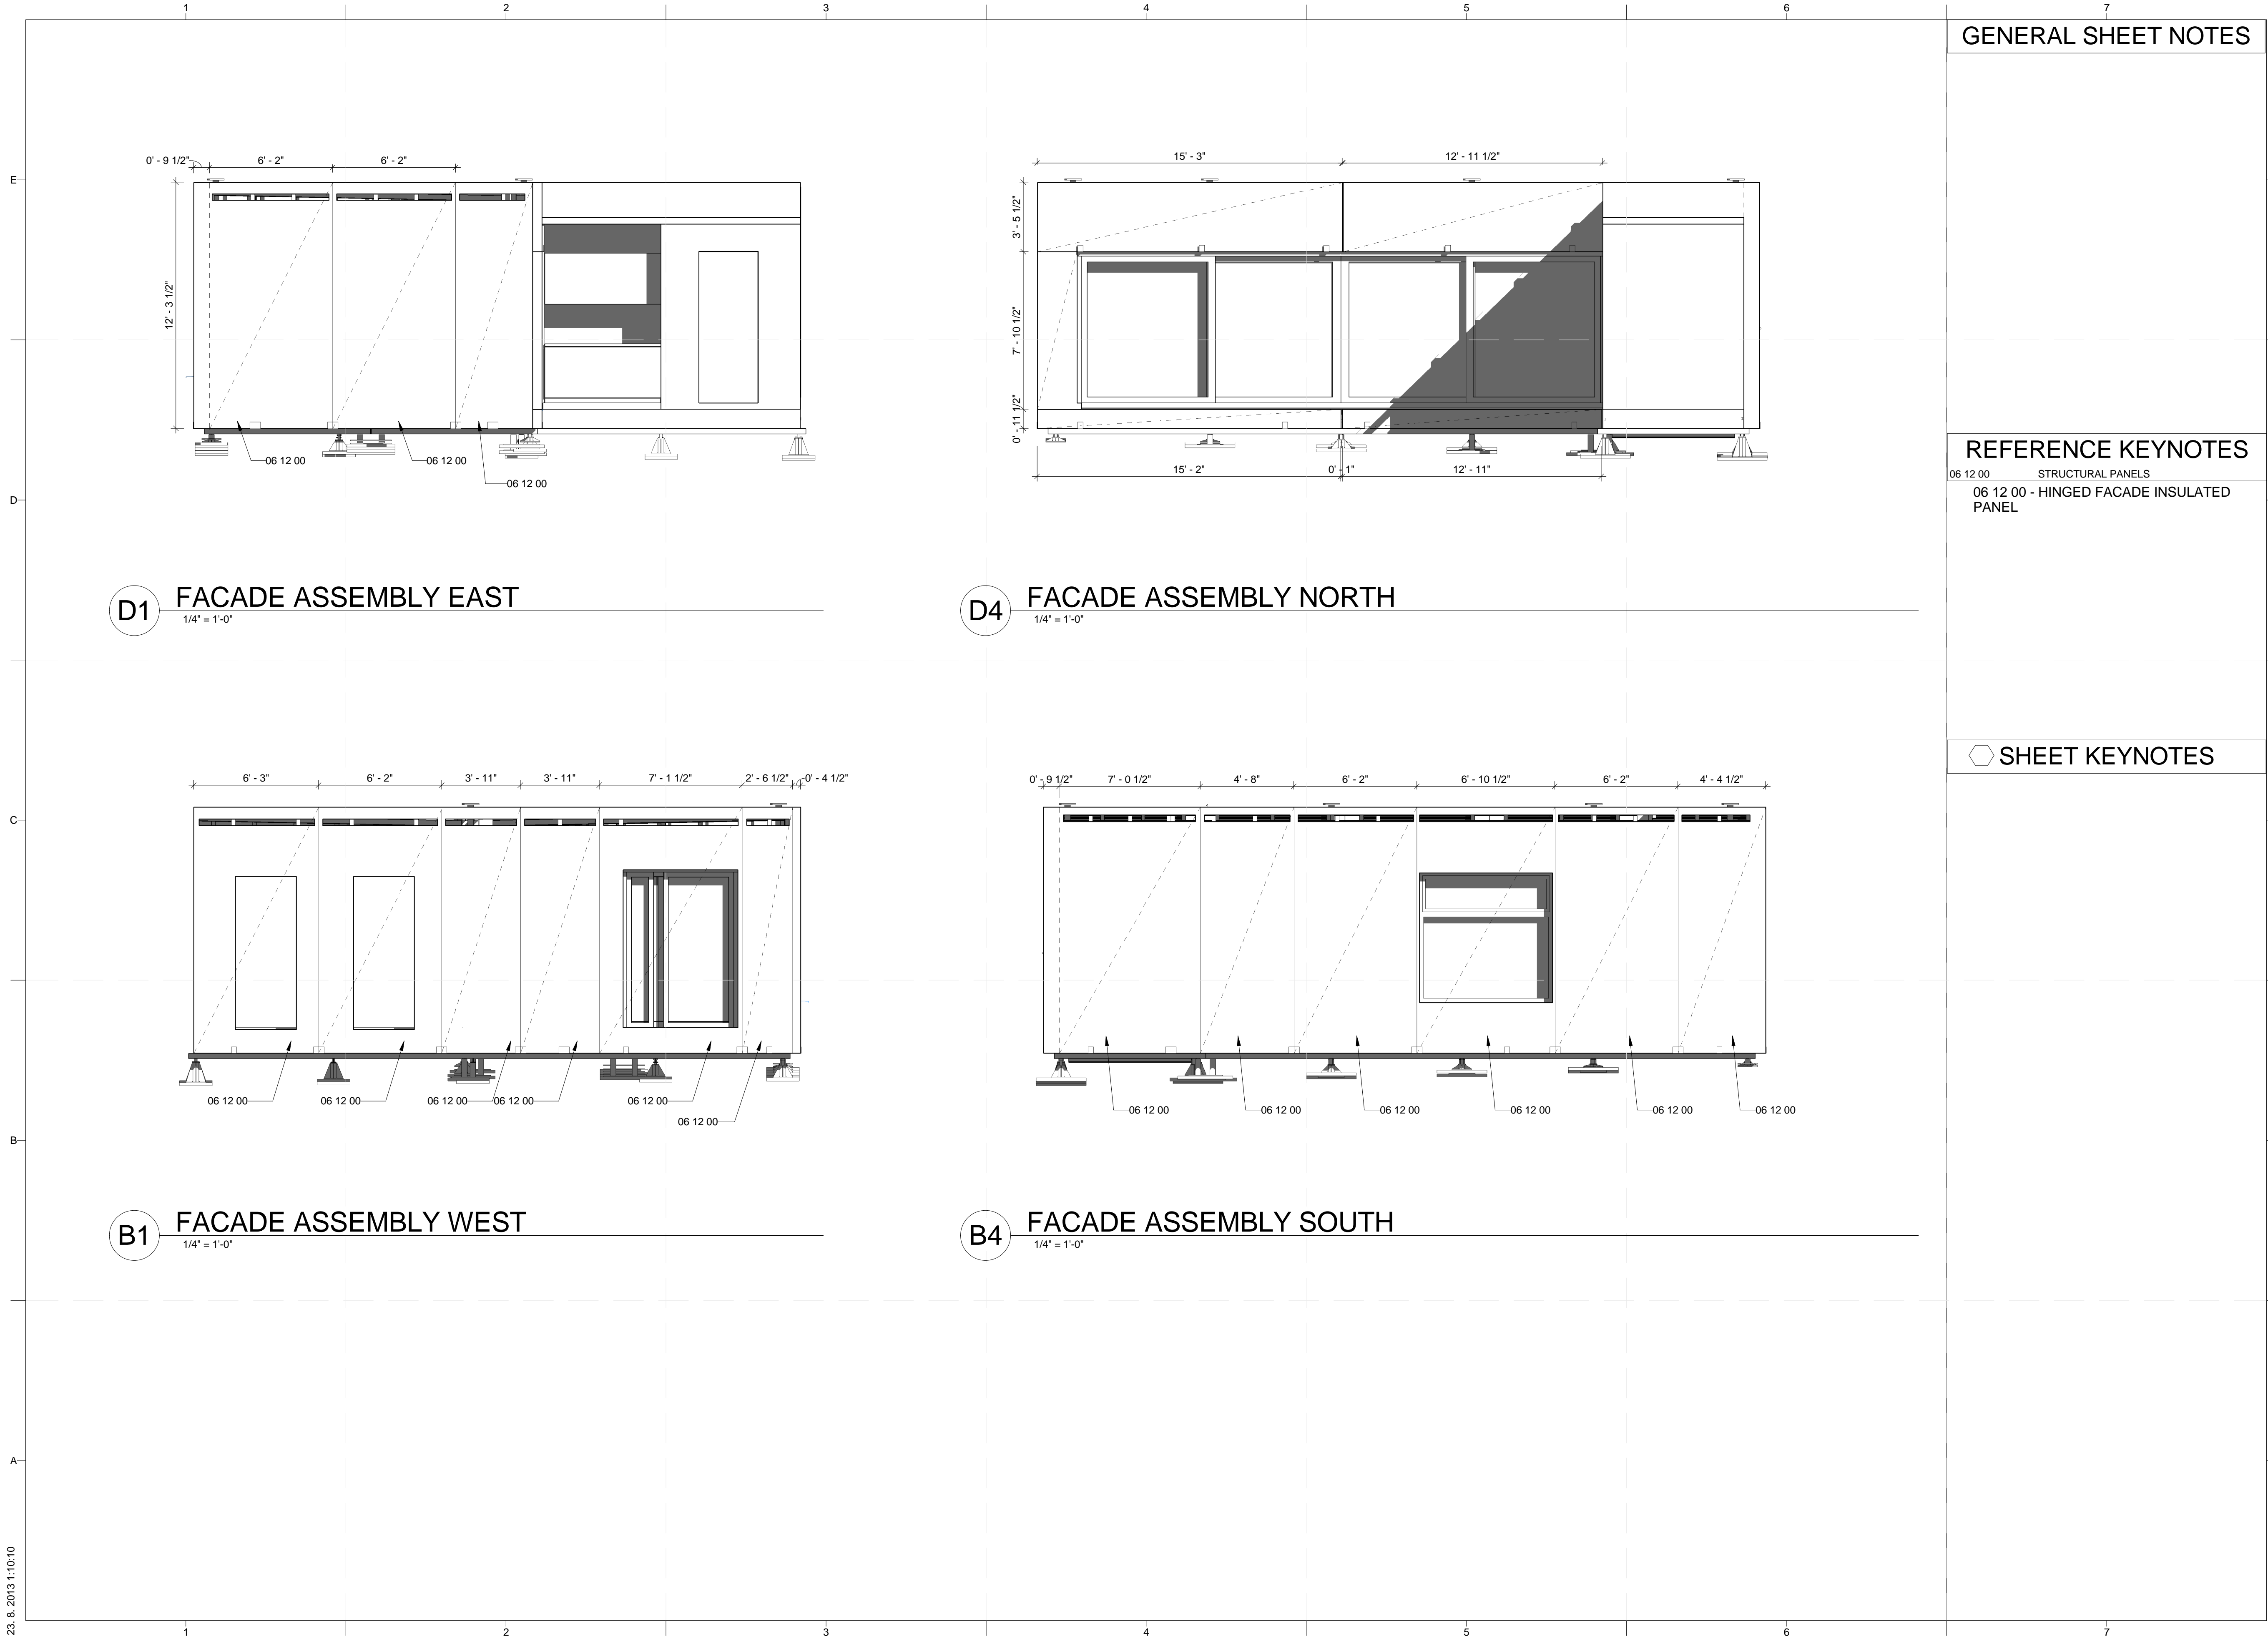 1 2 3 4 5 6 7
GENERAL SHEET NOTES
E
0' - 9 1/2" 6' - 2" 6' - 2"
12' - 3 1/2"
06 12 00 06 12 00
06 12 00
15' - 3" 12' - 11 1/2"
3' - 5 1/2"
7' - 10 1/2"
0' - 11 1/2"
15' - 2" 0' - 1" 12' - 11"
REFERENCE KEYNOTES
06 12 00 STRUCTURAL PANELS
06 12 00 - HINGED FACADE INSULATED
PANEL
D
D1 FACADE ASSEMBLY EAST
1/4" = 1'-0"
D4 FACADE ASSEMBLY NORTH
1/4" = 1'-0"
SHEET KEYNOTES
6' - 3" 6' - 2" 3' - 11" 3' - 11" 7' - 1 1/2" 2' - 6 1/2" 0' - 4 1/2"
C
06 12 00 06 12 00 06 12 00 06 12 00 06 12 00
06 12 00
0' - 9 1/2" 7' - 0 1/2" 4' - 8" 6' - 2" 6' - 10 1/2" 6' - 2" 4' - 4 1/2"
06 12 00 06 12 00 06 12 00 06 12 00 06 12 00 06 12 00
B
B1 FACADE ASSEMBLY WEST
1/4" = 1'-0"
B4 FACADE ASSEMBLY SOUTH
1/4" = 1'-0"
A
23. 8. 2013 1:10:10
1 2 3 4 5 6 7